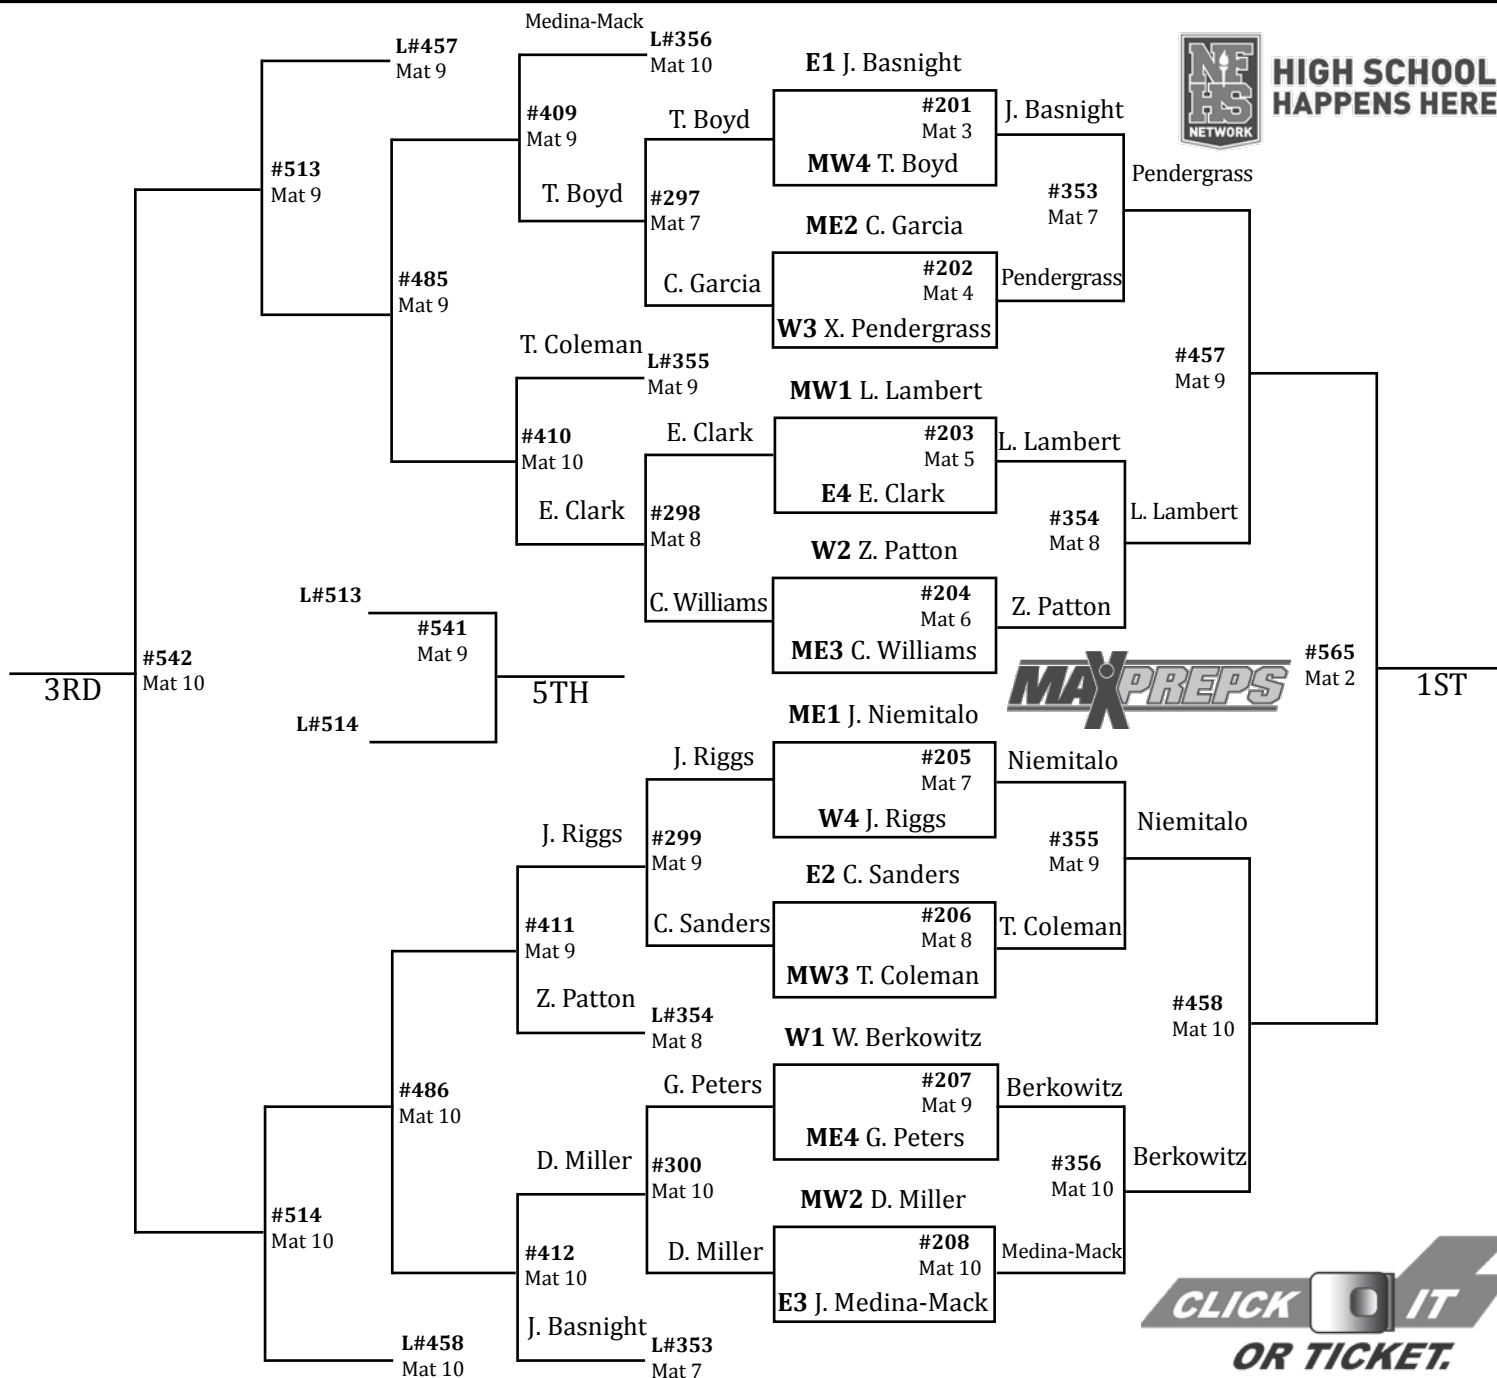 Medina-Mack
L#457
Mat 9
L#356
Mat 10
E1 J. Basnight
NFHS
NETWORK
HIGH SCHOOL
HAPPENS HERE
#409
Mat 9
T. Boyd
#201
Mat 3
J. Basnight
MW4 T. Boyd
#513
Mat 9
T. Boyd
#297
Mat 7
#353
Mat 7
Pendergrass
ME2 C. Garcia
#485
Mat 9
C. Garcia
#202
Mat 4
Pendergrass
W3 X. Pendergrass
T. Coleman
L#355
Mat 9
#457
Mat 9
MW1 L. Lambert
#410
Mat 10
E. Clark
#203
Mat 5
L. Lambert
E4 E. Clark
E. Clark
#298
Mat 8
#354
Mat 8
L. Lambert
W2 Z. Patton
L#513
C. Williams
#204
Mat 6
Z. Patton
#541
Mat 9
ME3 C. Williams
#542
Mat 10
3RD
5TH
MAXPREPS
#565
Mat 2
1ST
L#514
ME1 J. Niemitalo
J. Riggs
#205
Mat 7
Niemitalo
W4 J. Riggs
J. Riggs
#299
Mat 9
#355
Mat 9
Niemitalo
E2 C. Sanders
#411
Mat 9
C. Sanders
#206
Mat 8
T. Coleman
MW3 T. Coleman
Z. Patton
L#354
Mat 8
#458
Mat 10
W1 W. Berkowitz
#486
Mat 10
G. Peters
#207
Mat 9
Berkowitz
ME4 G. Peters
D. Miller
#300
Mat 10
#356
Mat 10
Berkowitz
MW2 D. Miller
#514
Mat 10
#412
Mat 10
D. Miller
#208
Mat 10
Medina-Mack
E3 J. Medina-Mack
J. Basnight
L#458
Mat 10
L#353
Mat 7
CLICK IT
OR TICKET.